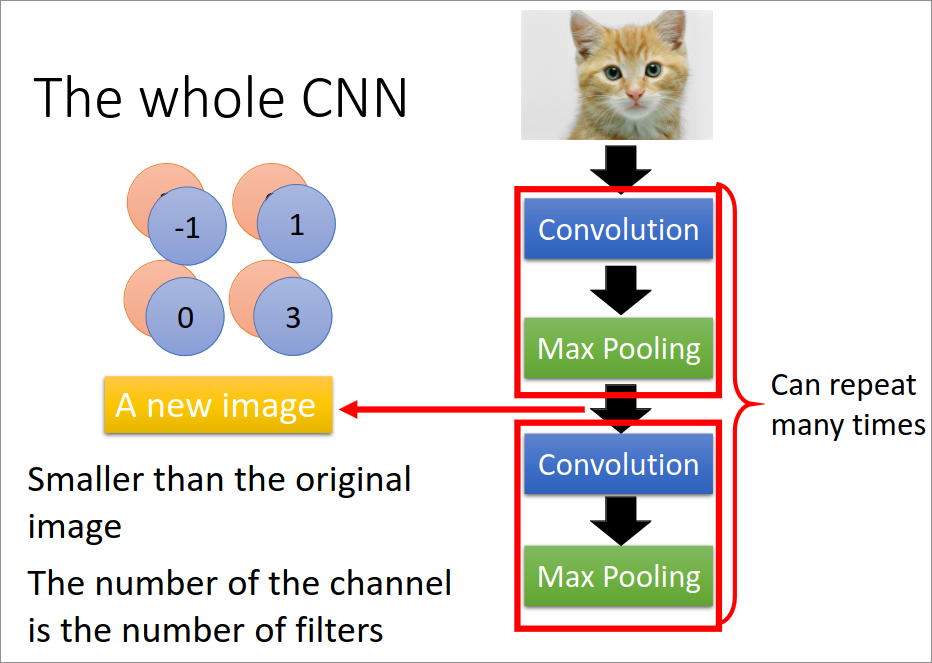 The whole CNN
-1
1
0
3
A new image
Smaller than the original
image
The number of the channel
is the number of filters
Convolution
Max Pooling
Convolution
Max Pooling
Can repeat
many times